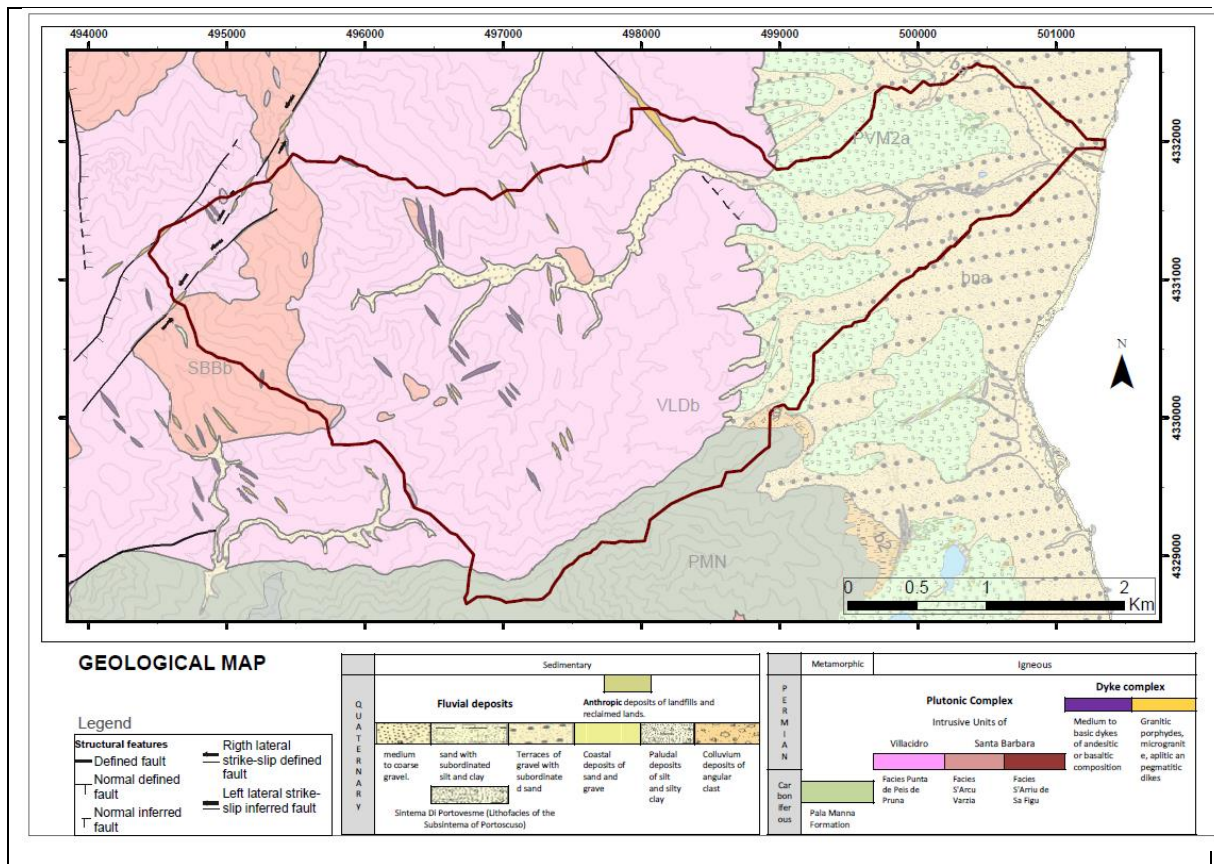 494000 495000 496000 497000 498000 499000 500000 501000
4332000
4331000
4330000
4329000
PVM2a
bna
SBBb
VLDb
PMN
b2
N
0 0.5 1 2
Km
GEOLOGICAL MAP
Legend
Structural features
Defined fault
Normal defined
fault
Normal inferred
fault
Rigth lateral
strike-slip defined
fault
Left lateral strike-
slip inferred fault
QUATERNARY
Sedimentary
Fluvial deposits
Anthropic deposits of landfills and
reclaimed lands.
medium
to coarse
gravel.
sand with
subordinated
silt and clay
Terraces of
gravel with
subordinate
d sand
Coastal
deposits of
sand and
grave
Paludal
deposits
of silt
and silty
clay
Colluvium
deposits of
angular
clast
Sintema DI Portovesme (Lithofacies of the
Subsintema of Portoscuso)
PERMIAN
Car
bon
ifer
ous
Metamorphic
Igneous
Plutonic Complex
Dyke complex
Intrusive Units of
Villacidro
Santa Barbara
Medium to
basic dykes
of andesitic
or basaltic
composition
Granitic
porphydes,
microgranit
e, aplitic an
pegmatitic
dikes
Facies Punta
de Peis de
Pruna
Facies
S'Arcu
Varzia
Facies
S'Arriu de
Sa Figu
Pala Manna
Formation